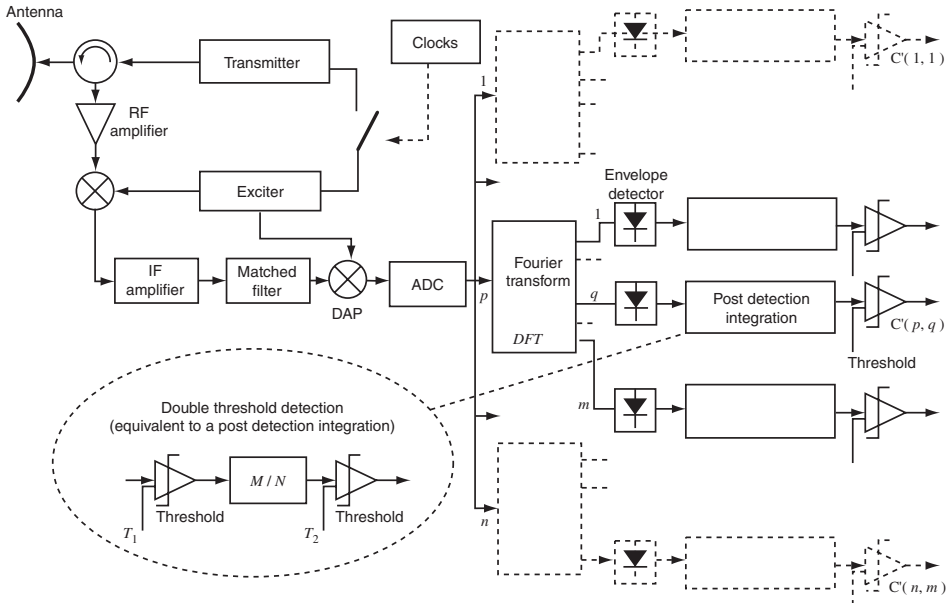 Antenna
Transmitter
Clocks
RF
amplifier
Exciter
IF
amplifier
Matched
filter
DAP
ADC
1
p
n
Fourier
transform
DFT
Envelope
detector
1
q
m
Post detection
integration
C'(1, 1)
C'(p, q)
Threshold
C'(n, m)
Double threshold detection
(equivalent to a post detection integration)
M / N
Threshold
Threshold
T1
T2